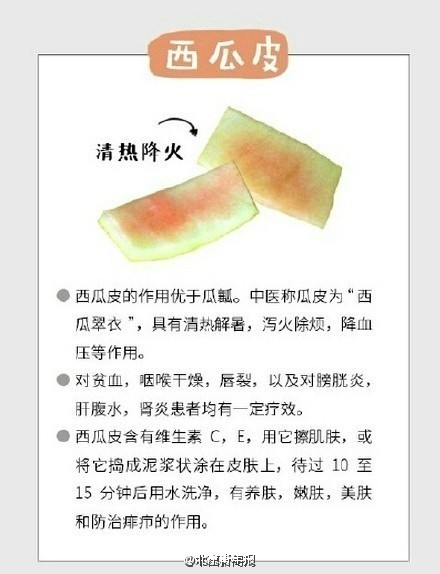 西瓜皮
清热降火
西瓜皮的作用优于瓜瓤。中医称瓜皮为“西
瓜翠衣”，具有清热解暑，泻火除烦，降血
压等作用。
对贫血，咽喉干燥，唇裂，以及对膀胱炎，
肝腹水，肾炎患者均有一定疗效。
西瓜皮含有维生素 C，E，用它擦肌肤，或
将它捣成泥浆状涂在皮肤上，待过 10 至
15 分钟后用水洗净，有养肤，嫩肤，美肤
和防治痱疖的作用。